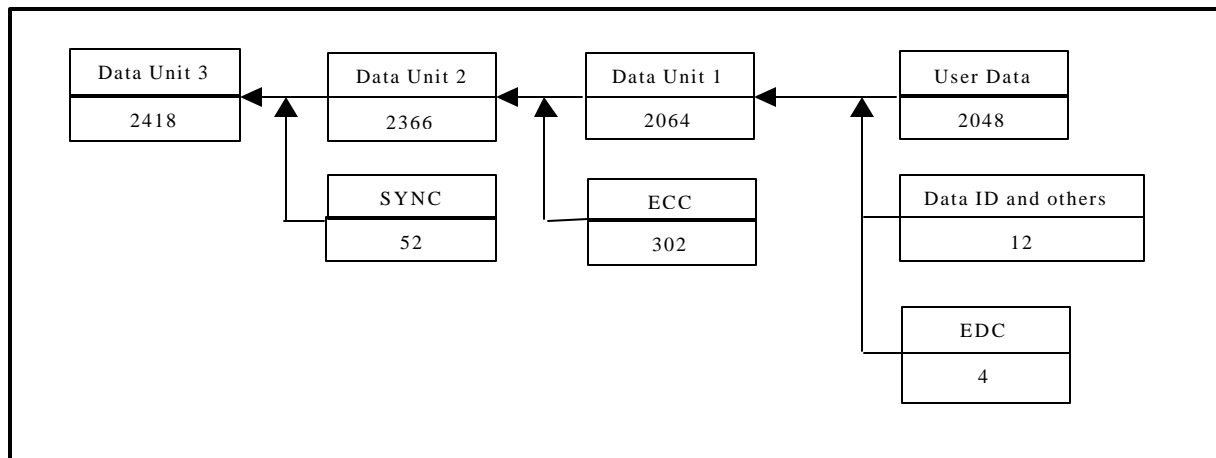 Data Unit 3
2418
Data Unit 2
2366
Data Unit 1
2064
User Data
2048
SYNC
52
ECC
302
Data ID and others
12
EDC
4